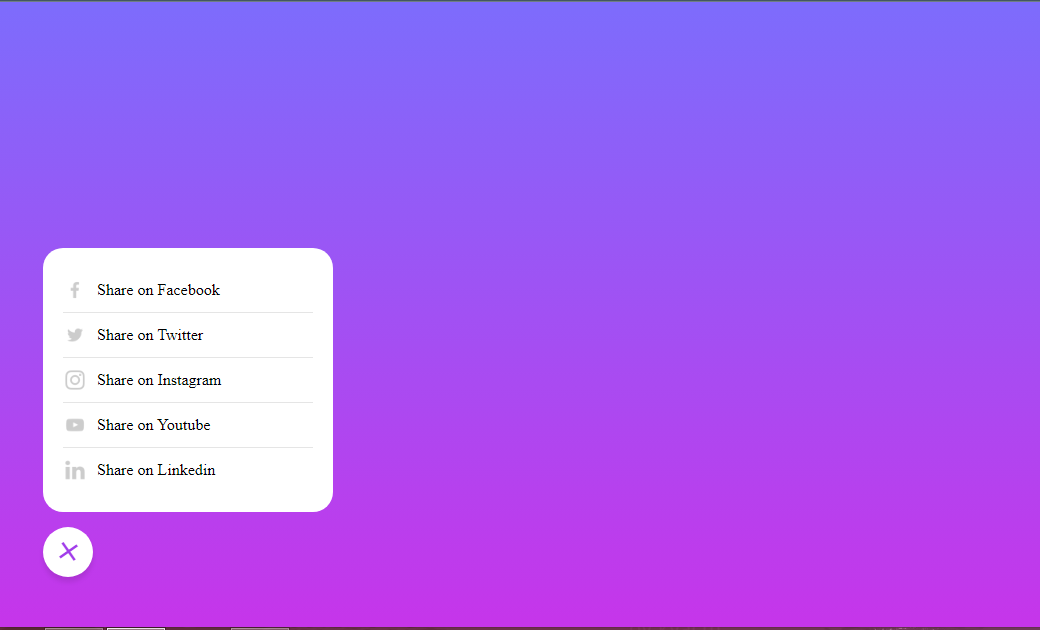 Share on Facebook
Share on Twitter
Share on Instagram
Share on Youtube
Share on Linkedin